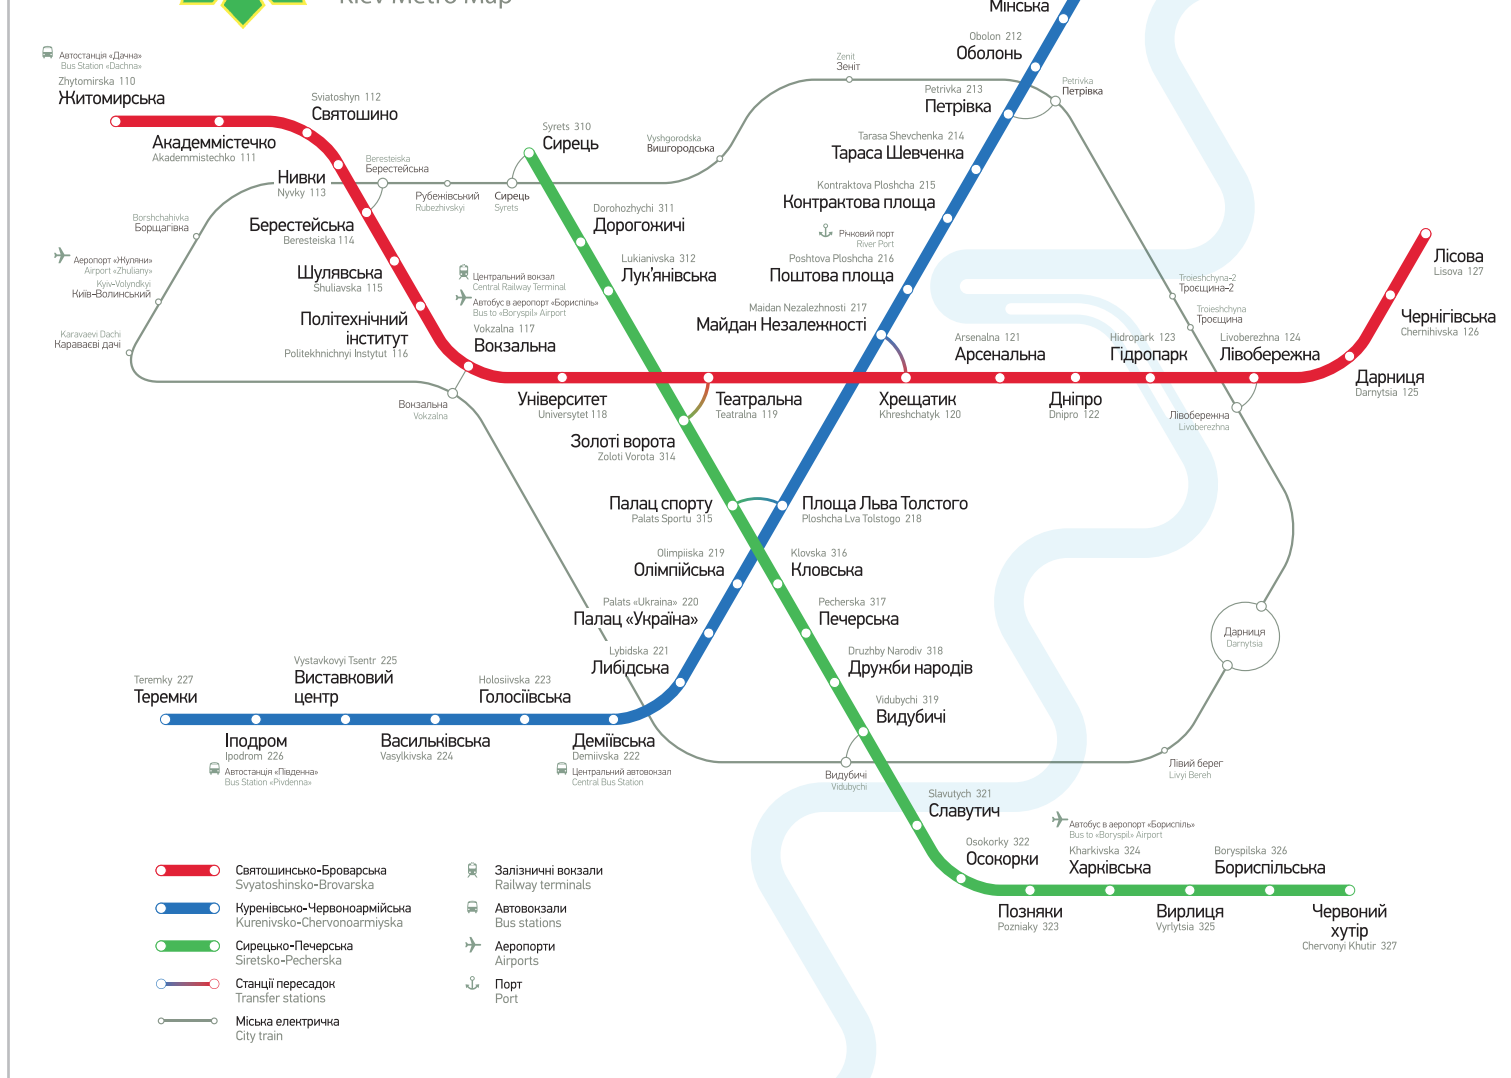 Kiev Metro Map
Мінська
Obolon 212
Оболонь
Автостанція «Дачна»
Bus Station «Dachna»
Zhytomirska 110
Житомирська
Sviatoshyn 112
Святошино
Академмістечко
Akademmistechko 111
Zenit
Зеніт
Petrivka 213
Петрівка
Petrivka
Петрівка
Syrets 310
Сирець
Vyshgorodska
Вишгородська
Tarasa Shevchenka 214
Тараса Шевченка
Beresteiska
Берестейська
Нивки
Nyvky 113
Рубежівський
Rubezhivskyi
Сирець
Syrets
Kontraktova Ploshcha 215
Контрактова площа
Borshchahivka
Борщагівка
Берестейська
Beresteiska 114
Dorohozhychi 311
Дорогожичі
Річковий порт
River Port
Аеропорт «Жуляни»
Airport «Zhuliany»
Kyiv-Volyndkyi
Київ-Волинський
Шулявська
Shuliavska 115
Центральний вокзал
Central Railway Terminal
Автобус в аеропорт «Бориспіль»
Bus to «Boryspil» Airport
Lukianivska 312
Лук'янівська
Poshtova Ploshcha 216
Поштова площа
Лісова
Lisova 127
Troieshchyna-2
Троєщина-2
Troieshchyna
Троєщина
Karavaevi Dachi
Караваєві дачі
Політехнічний
інститут
Politekhnichnyi Instytut 116
Vokzalna 117
Вокзальна
Maidan Nezalezhnosti 217
Майдан Незалежності
Чернігівська
Chernihivska 126
Arsenalna 121
Арсенальна
Hidropark 123
Гідропарк
Livoberezhna 124
Лівобережна
Дарниця
Darnytsia 125
Вокзальна
Vokzalna
Університет
Universytet 118
Театральна
Teatralna 119
Хрещатик
Khreshchatyk 120
Дніпро
Dnipro 122
Лівобережна
Livoberezhna
Золоті ворота
Zoloti Vorota 314
Палац спорту
Palats Sportu 315
Площа Льва Толстого
Ploshcha Lva Tolstogo 218
Olimpiiska 219
Олімпійська
Klovska 316
Кловська
Palats «Ukraina» 220
Палац «Україна»
Pecherska 317
Печерська
Дарниця
Darnytsia
Lybidska 221
Либідська
Druzhby Narodiv 318
Дружби народів
Teremky 227
Теремки
Vystavkovyi Tsentr 225
Виставковий
центр
Holosiivska 223
Голосіївська
Vidubychi 319
Видубичі
Іподром
Ipodrom 226
Автостанція «Південна»
Bus Station «Pivdenna»
Васильківська
Vasylkivska 224
Деміївська
Demiivska 222
Центральний автовокзал
Central Bus Station
Видубичі
Vidubychi
Лівий берег
Livyi Bereh
Slavutych 321
Славутич
Автобус в аеропорт «Бориспіль»
Bus to «Boryspil» Airport
Osokorky 322
Осокорки
Kharkivska 324
Харківська
Boryspilska 326
Бориспільська
Позняки
Pozniaky 323
Вирлиця
Vyrlytsia 325
Червоний
хутір
Chervonyi Khutir 327
Святошинсько-Броварська
Svyatoshinsko-Brovarska
Куренівсько-Червоноармійська
Kurenivsko-Chervonoarmiyska
Сирецько-Печерська
Siretsko-Pecherska
Станції пересадок
Transfer stations
Міська електричка
City train
Залізничні вокзали
Railway terminals
Автовокзали
Bus stations
Аеропорти
Airports
Порт
Port